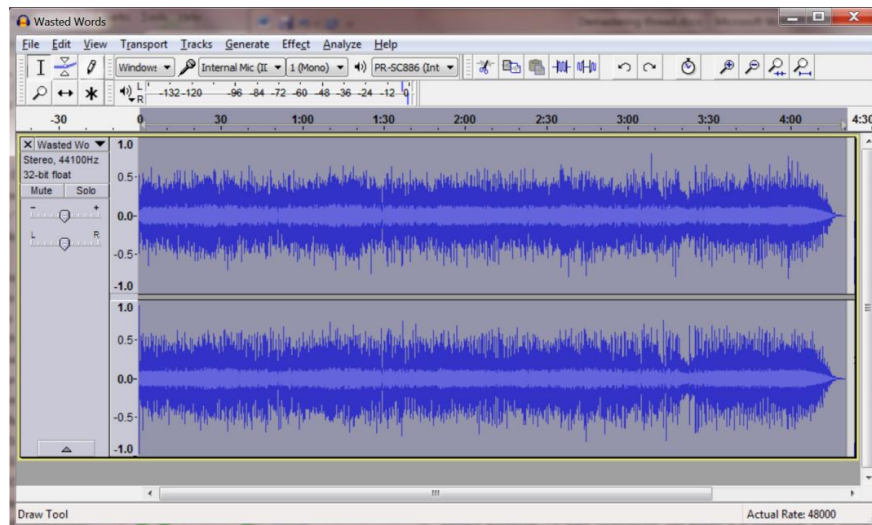 Wasted Words
File Edit View Transport Tracks Generate Effect Analyze Help
Windows Internal Mic (II 1 (Mono) PR-SC886 (Int
L R -132 -120 -96 -84 -72 -60 -48 -36 -24 -12 0
-30 0 30 1:00 1:30 2:00 2:30 3:00 3:30 4:00 4:30
X Wasted Wo
Stereo, 44100Hz
32-bit float
Mute Solo
- +
L R
1.0
0.5
0.0
-0.5
-1.0
1.0
0.5
0.0
-0.5
-1.0
Draw Tool Actual Rate: 48000